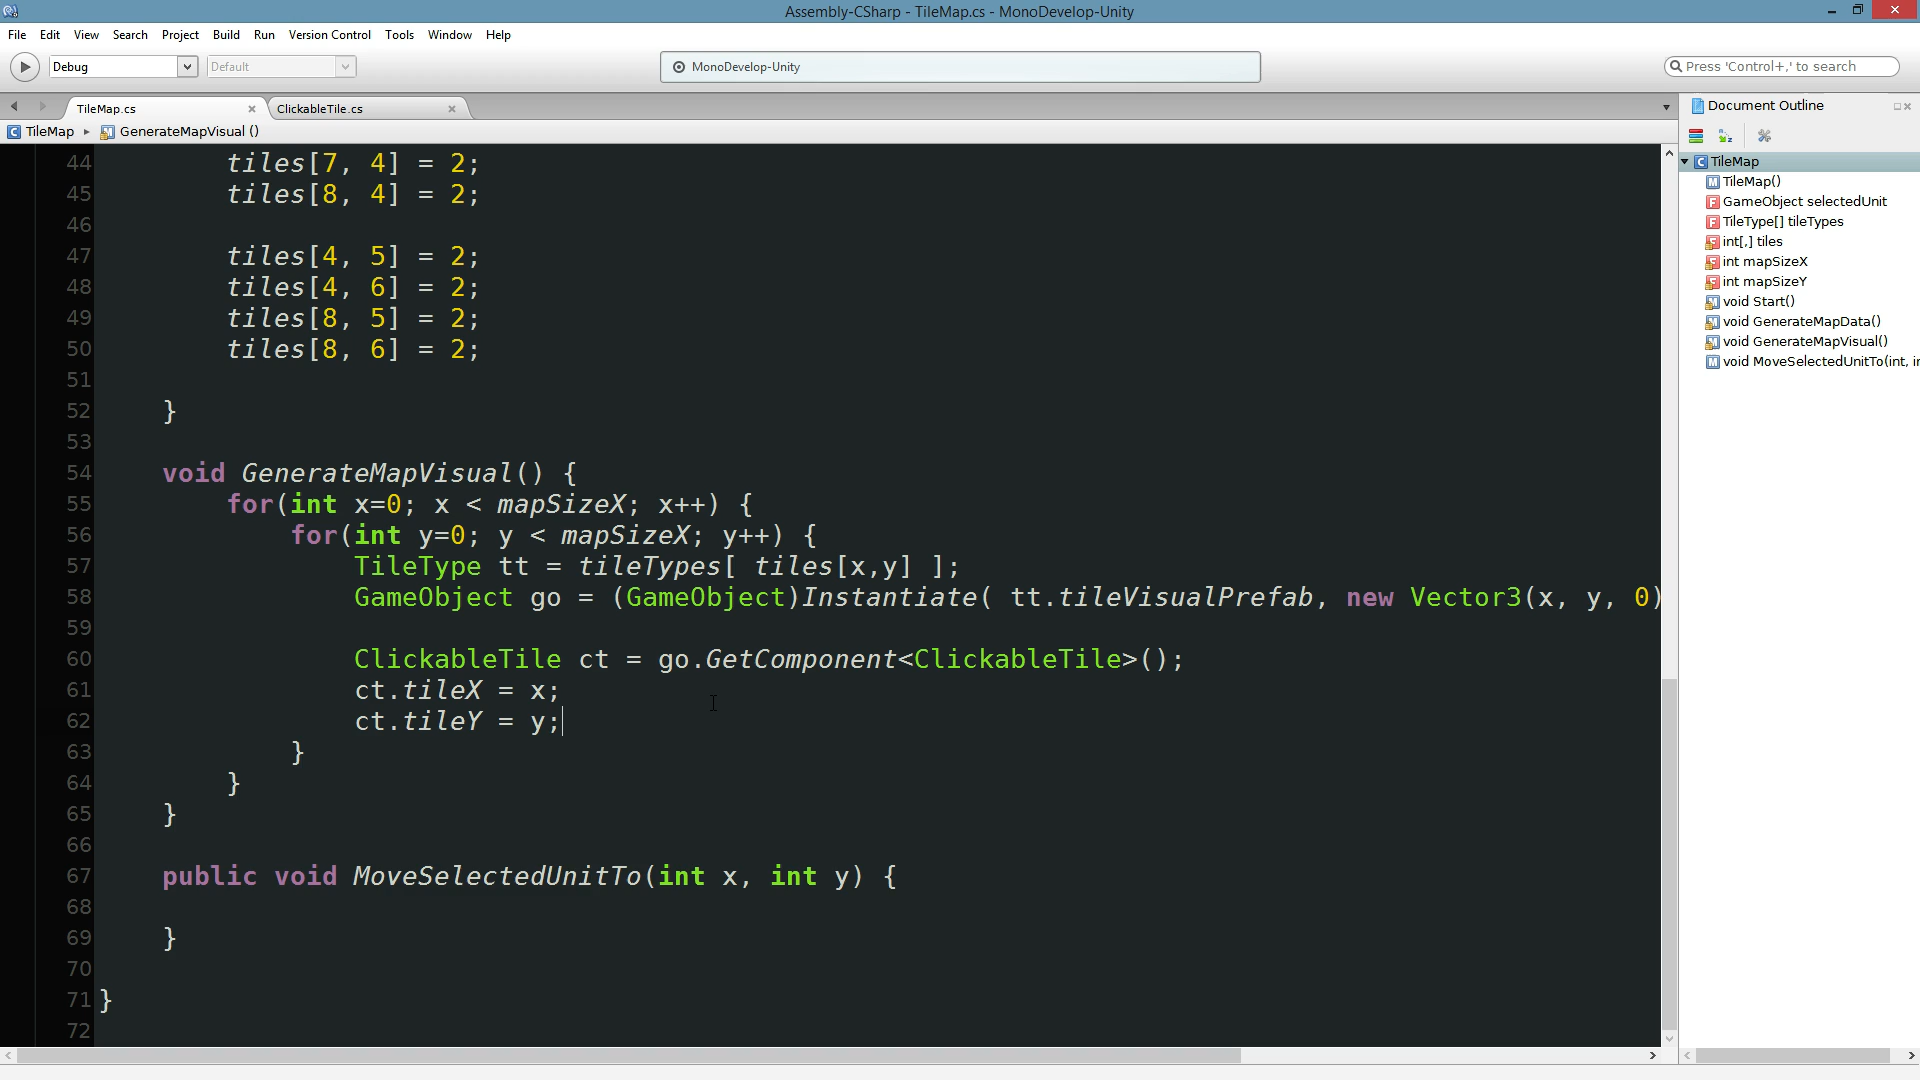 Assembly-CSharp - TileMap.cs - MonoDevelop-Unity
File Edit View Search Project Build Run Version Control Tools Window Help
Debug Default MonoDevelop-Unity Press 'Control+,' to search
TileMap.cs ClickableTile.cs
TileMap GenerateMapVisual ()
44 tiles[7, 4] = 2;
45 tiles[8, 4] = 2;
46
47 tiles[4, 5] = 2;
48 tiles[4, 6] = 2;
49 tiles[8, 5] = 2;
50 tiles[8, 6] = 2;
51
52 }
53
54 void GenerateMapVisual() {
55 for(int x=0; x < mapSizeX; x++) {
56 for(int y=0; y < mapSizeX; y++) {
57 TileType tt = tileTypes[ tiles[x,y] ];
58 GameObject go = (GameObject)Instantiate( tt.tileVisualPrefab, new Vector3(x, y, 0)
59
60 ClickableTile ct = go.GetComponent<ClickableTile>();
61 ct.tileX = x;
62 ct.tileY = y;
63 }
64 }
65 }
66
67 public void MoveSelectedUnitTo(int x, int y) {
68
69 }
70
71 }
72
Document Outline
TileMap
TileMap()
GameObject selectedUnit
TileType[] tileTypes
int[,] tiles
int mapSizeX
int mapSizeY
void Start()
void GenerateMapData()
void GenerateMapVisual()
void MoveSelectedUnitTo(int, in